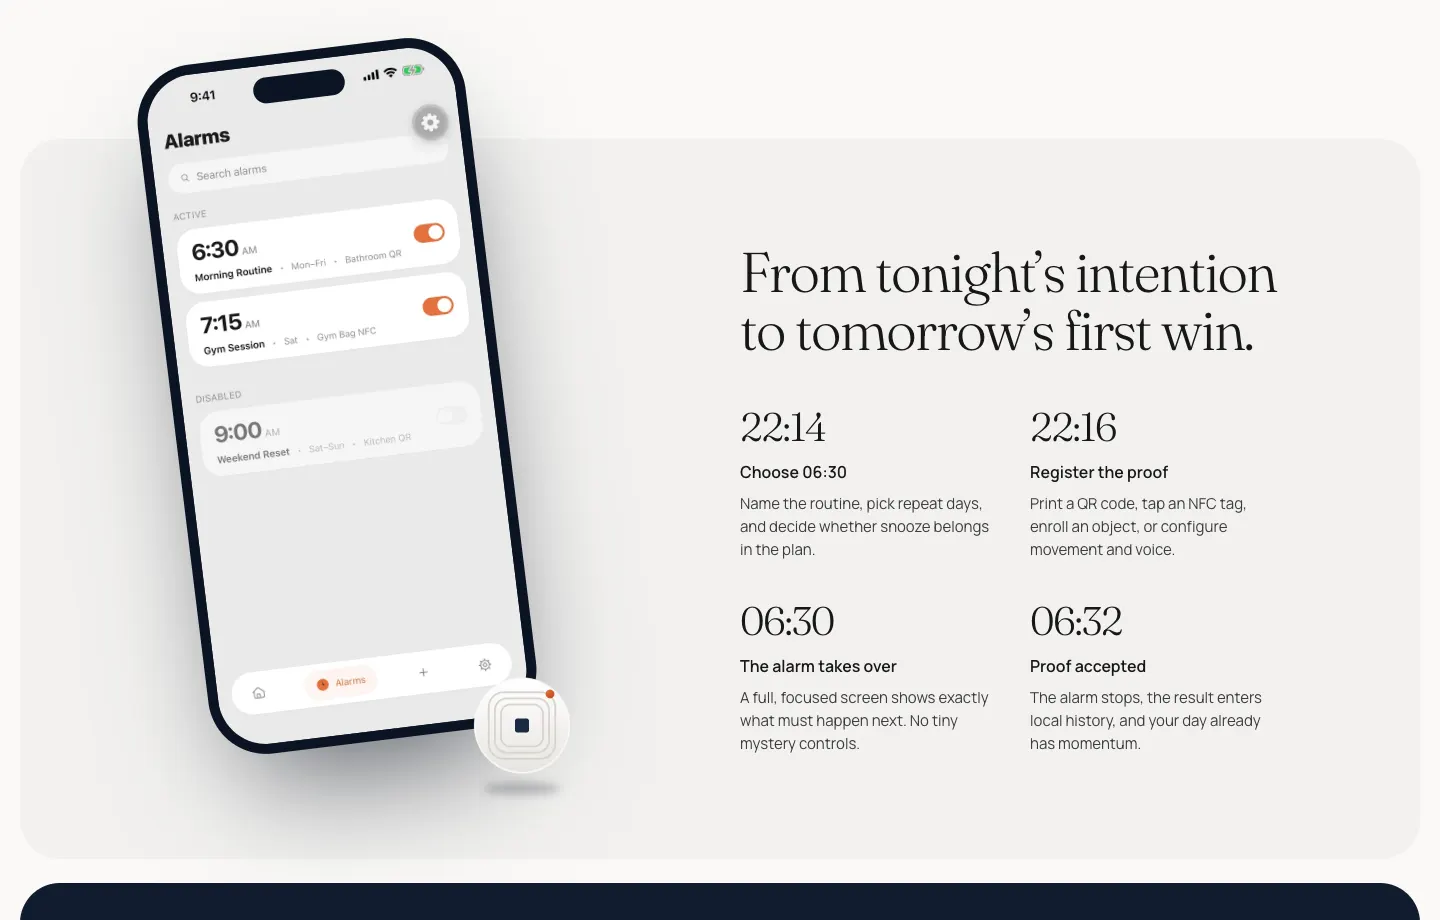 9:41
Alarms
Search alarms
ACTIVE
6:30 AM
Morning Routine • Mon–Fri • Bathroom QR
7:15 AM
Gym Session • Sat • Gym Bag NFC
DISABLED
9:00 AM
Weekend Reset • Sat–Sun • Kitchen QR
Alarms
From tonight’s intention
to tomorrow’s first win.
22:14
Choose 06:30
Name the routine, pick repeat days,
and decide whether snooze belongs
in the plan.
22:16
Register the proof
Print a QR code, tap an NFC tag,
enroll an object, or configure
movement and voice.
06:30
The alarm takes over
A full, focused screen shows exactly
what must happen next. No tiny
mystery controls.
06:32
Proof accepted
The alarm stops, the result enters
local history, and your day already
has momentum.